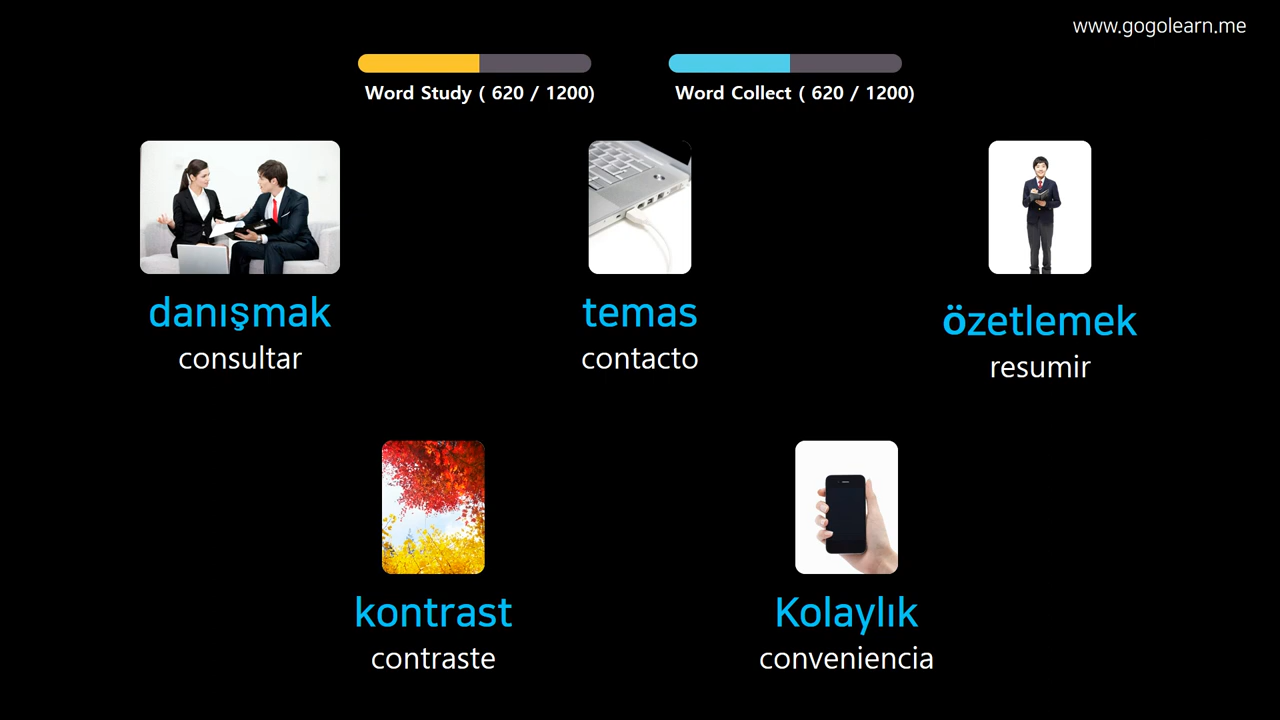 www.gogolearn.me
Word Study ( 620 / 1200)
Word Collect ( 620 / 1200)
danışmak
consultar
temas
contacto
özetlemek
resumir
kontrast
contraste
Kolaylık
conveniencia